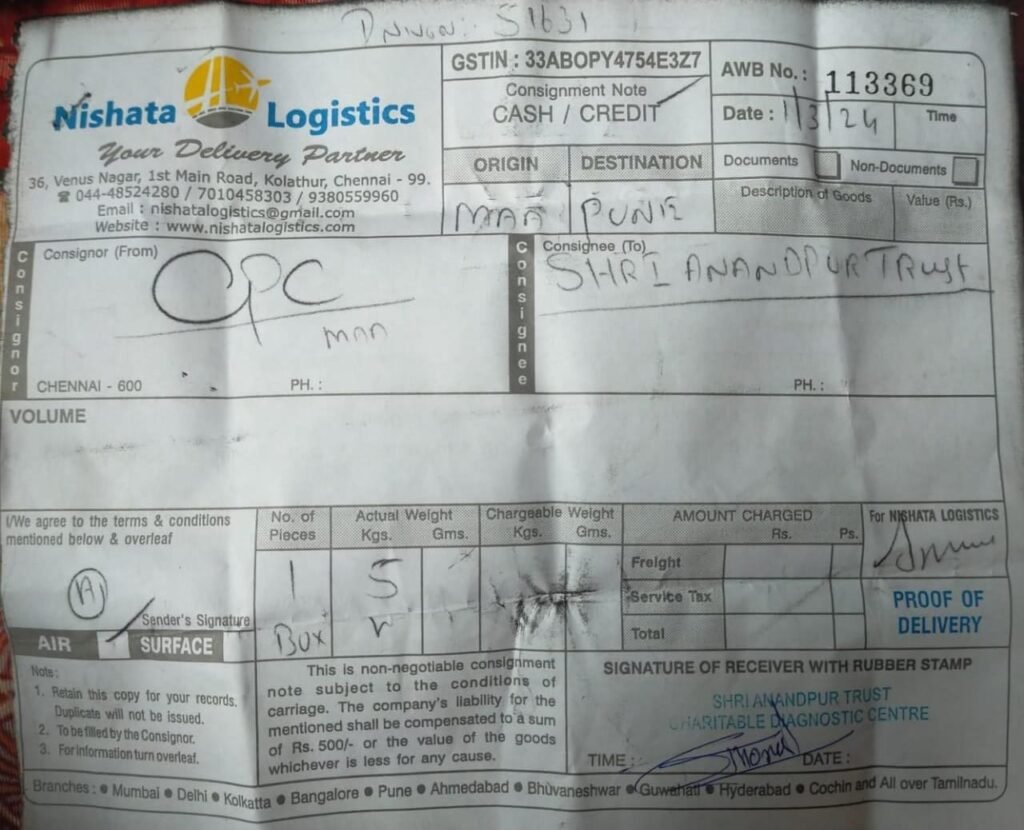 51631
Nishata Logistics
Your Delivery Partner
36, Venus Nagar, 1st Main Road, Kolathur, Chennai - 99.
☎ 044-48524280 / 7010458303 / 9380559960
Email : nishatalogistics@gmail.com
Website : www.nishatalogistics.com
GSTIN : 33ABOPY4754E3Z7
Consignment Note
CASH / CREDIT
AWB No. : 113369
Date : 1/3/24
Time
ORIGIN
DESTINATION
MAA
PUNE
Documents
Non-Documents
Description of Goods
Value (Rs.)
Consignor
Consignor (From)
OPC
MAA
CHENNAI - 600
PH. :
Consignee
Consignee (To)
SHRI ANANDPUR TRUST
PH. :
VOLUME
I/We agree to the terms & conditions
mentioned below & overleaf
Sender's Signature
AIR
SURFACE
No. of
Pieces
1
Box
Actual Weight
Kgs. Gms.
5
Chargeable Weight
Kgs. Gms.
AMOUNT CHARGED
Rs. Ps.
Freight
Service Tax
Total
For NISHATA LOGISTICS
PROOF OF
DELIVERY
Note :
1. Retain this copy for your records.
Duplicate will not be issued.
2. To be filled by the Consignor.
3. For information turn overleaf.
This is non-negotiable consignment
note subject to the conditions of
carriage. The company's liability for the
mentioned shall be compensated to a sum
of Rs. 500/- or the value of the goods
whichever is less for any cause.
SIGNATURE OF RECEIVER WITH RUBBER STAMP
SHRI ANANDPUR TRUST
CHARITABLE DIAGNOSTIC CENTRE
TIME :
DATE :
Branches : ● Mumbai ● Delhi ● Kolkatta ● Bangalore ● Pune ● Ahmedabad ● Bhuvaneshwar ● Guwahati ● Hyderabad ● Cochin and All over Tamilnadu.